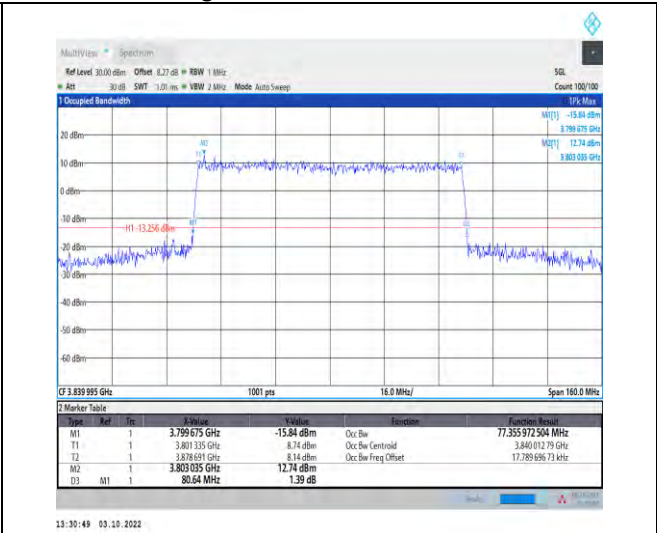 MultiView Spectrum
Ref Level 30.00 dBm Offset 8.27 dB RBW 1 MHz SGL
Att 30 dB SWT 1.01 ms VBW 2 MHz Mode Auto Sweep Count 100/100
1 Occupied Bandwidth 1Pk Max
M1[1] -15.84 dBm
3.799 675 GHz
M2[1] 12.74 dBm
3.803 035 GHz
20 dBm
M2
T1
10 dBm
0 dBm
-10 dBm
H1 -13.256 dBm
M1
-20 dBm
-30 dBm
-40 dBm
-50 dBm
-60 dBm
CF 3.839 995 GHz 1001 pts 16.0 MHz/ Span 160.0 MHz
2 Marker Table
Type Ref Trc X-Value Y-Value Function Function Result
M1 1 3.799 675 GHz -15.84 dBm Occ Bw 77.355 972 504 MHz
T1 1 3.801 335 GHz 8.74 dBm Occ Bw Centroid 3.840 012 79 GHz
T2 1 3.878 691 GHz 8.14 dBm Occ Bw Freq Offset 17.789 696 73 kHz
M2 1 3.803 035 GHz 12.74 dBm
D3 M1 1 80.64 MHz 1.39 dB
13:30:49 03.10.2022